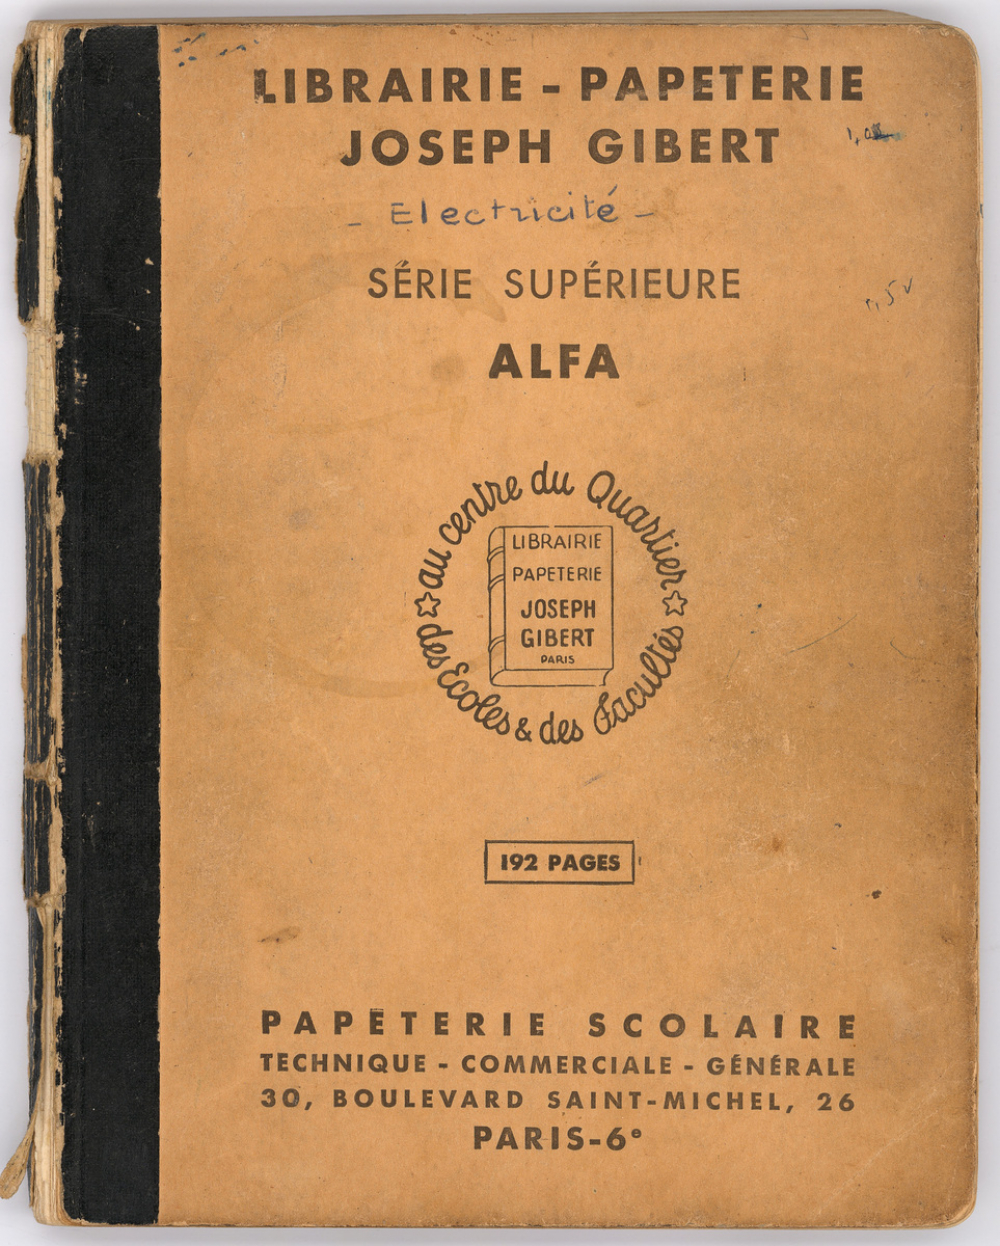 LIBRAIRIE - PAPETERIE
JOSEPH GIBERT
- Electricité -
SÉRIE SUPÉRIEURE
ALFA
au centre du Quartier
des Ecoles & des Facultés
LIBRAIRIE
PAPETERIE
JOSEPH
GIBERT
PARIS
192 PAGES
PAPETERIE SCOLAIRE
TECHNIQUE - COMMERCIALE - GÉNÉRALE
30, BOULEVARD SAINT-MICHEL, 26
PARIS-6e